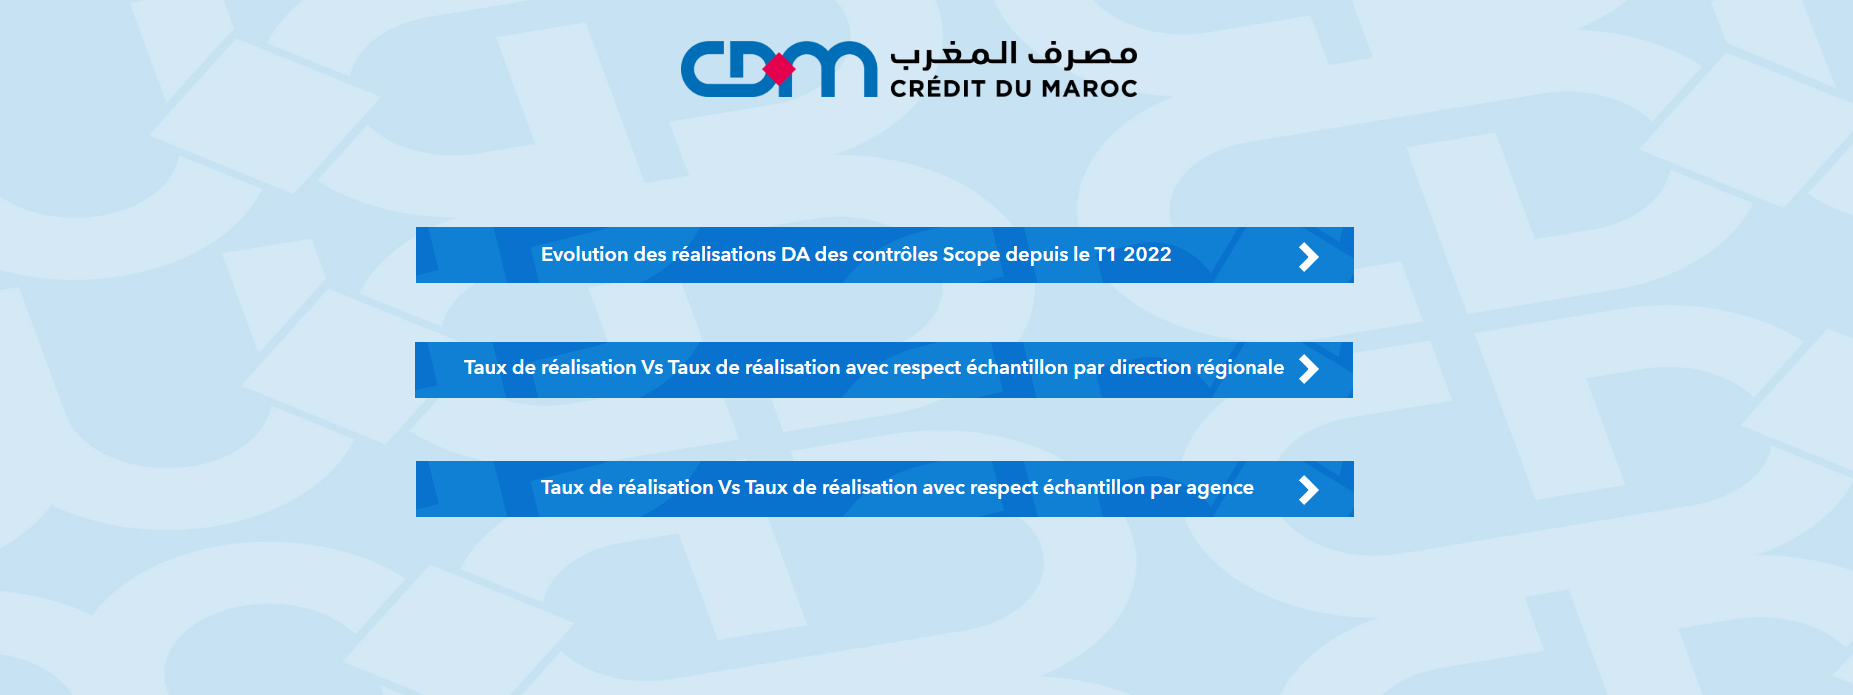 CDM
مصرف المغرب
CRÉDIT DU MAROC
Evolution des réalisations DA des contrôles Scope depuis le T1 2022
Taux de réalisation Vs Taux de réalisation avec respect échantillon par direction régionale
Taux de réalisation Vs Taux de réalisation avec respect échantillon par agence